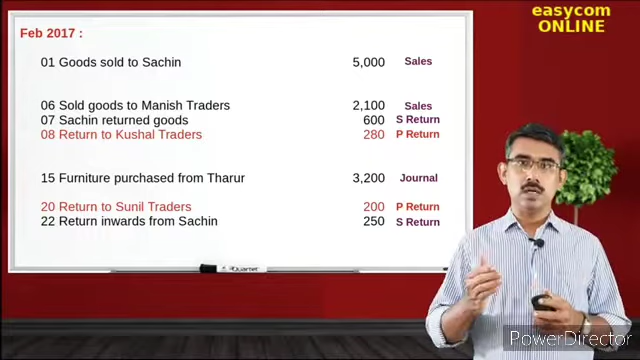 easycom
ONLINE
Feb 2017 :
01 Goods sold to Sachin 5,000 Sales
06 Sold goods to Manish Traders 2,100 Sales
07 Sachin returned goods 600 S Return
08 Return to Kushal Traders 280 P Return
15 Furniture purchased from Tharur 3,200 Journal
20 Return to Sunil Traders 200 P Return
22 Return inwards from Sachin 250 S Return
Quartet
PowerDirector